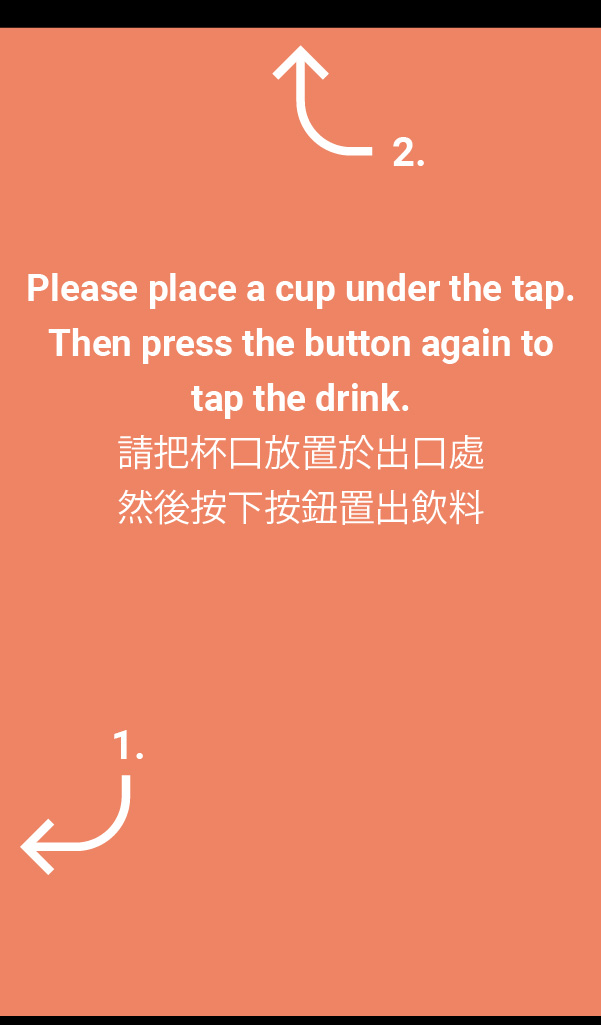 2.
Please place a cup under the tap.
Then press the button again to
tap the drink.
請把杯口放置於出口處
然後按下按鈕置出飲料
1.